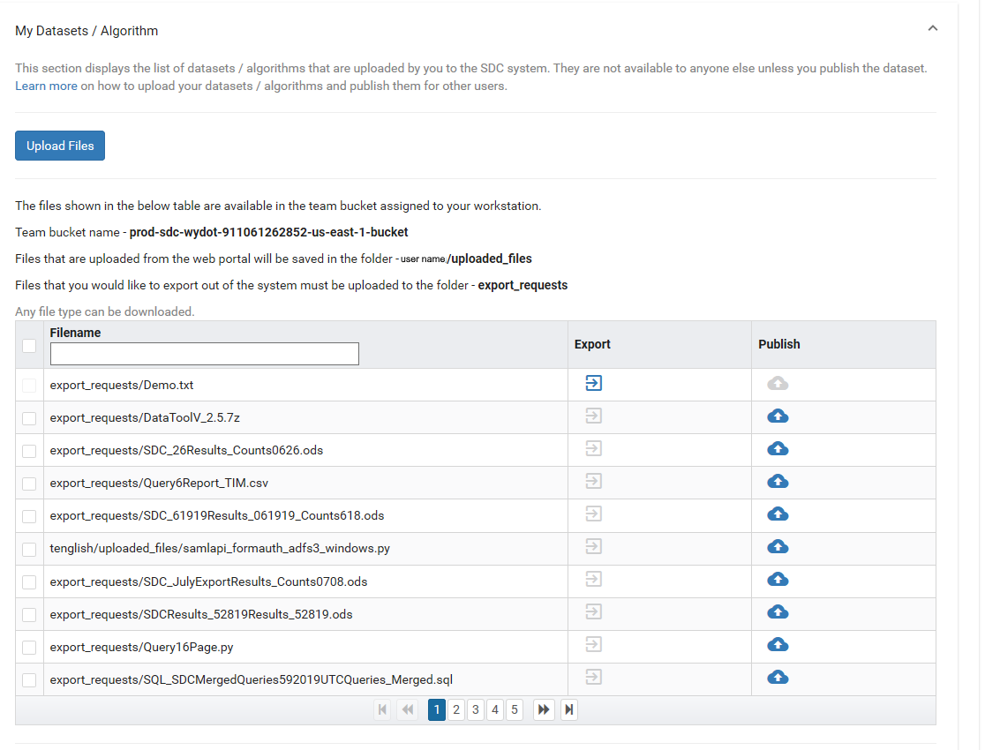 My Datasets / Algorithm
This section displays the list of datasets / algorithms that are uploaded by you to the SDC system. They are not available to anyone else unless you publish the dataset.
Learn more on how to upload your datasets / algorithms and publish them for other users.
Upload Files
The files shown in the below table are available in the team bucket assigned to your workstation.
Team bucket name - prod-sdc-wydot-911061262852-us-east-1-bucket
Files that are uploaded from the web portal will be saved in the folder - user name/uploaded_files
Files that you would like to export out of the system must be uploaded to the folder - export_requests
Any file type can be downloaded.
Filename Export Publish
export_requests/Demo.txt
export_requests/DataToolV_2.5.7z
export_requests/SDC_26Results_Counts0626.ods
export_requests/Query6Report_TIM.csv
export_requests/SDC_61919Results_061919_Counts618.ods
tenglish/uploaded_files/samlapi_formauth_adfs3_windows.py
export_requests/SDC_JulyExportResults_Counts0708.ods
export_requests/SDCResults_52819Results_52819.ods
export_requests/Query16Page.py
export_requests/SQL_SDCMergedQueries592019UTCQueries_Merged.sql
1 2 3 4 5